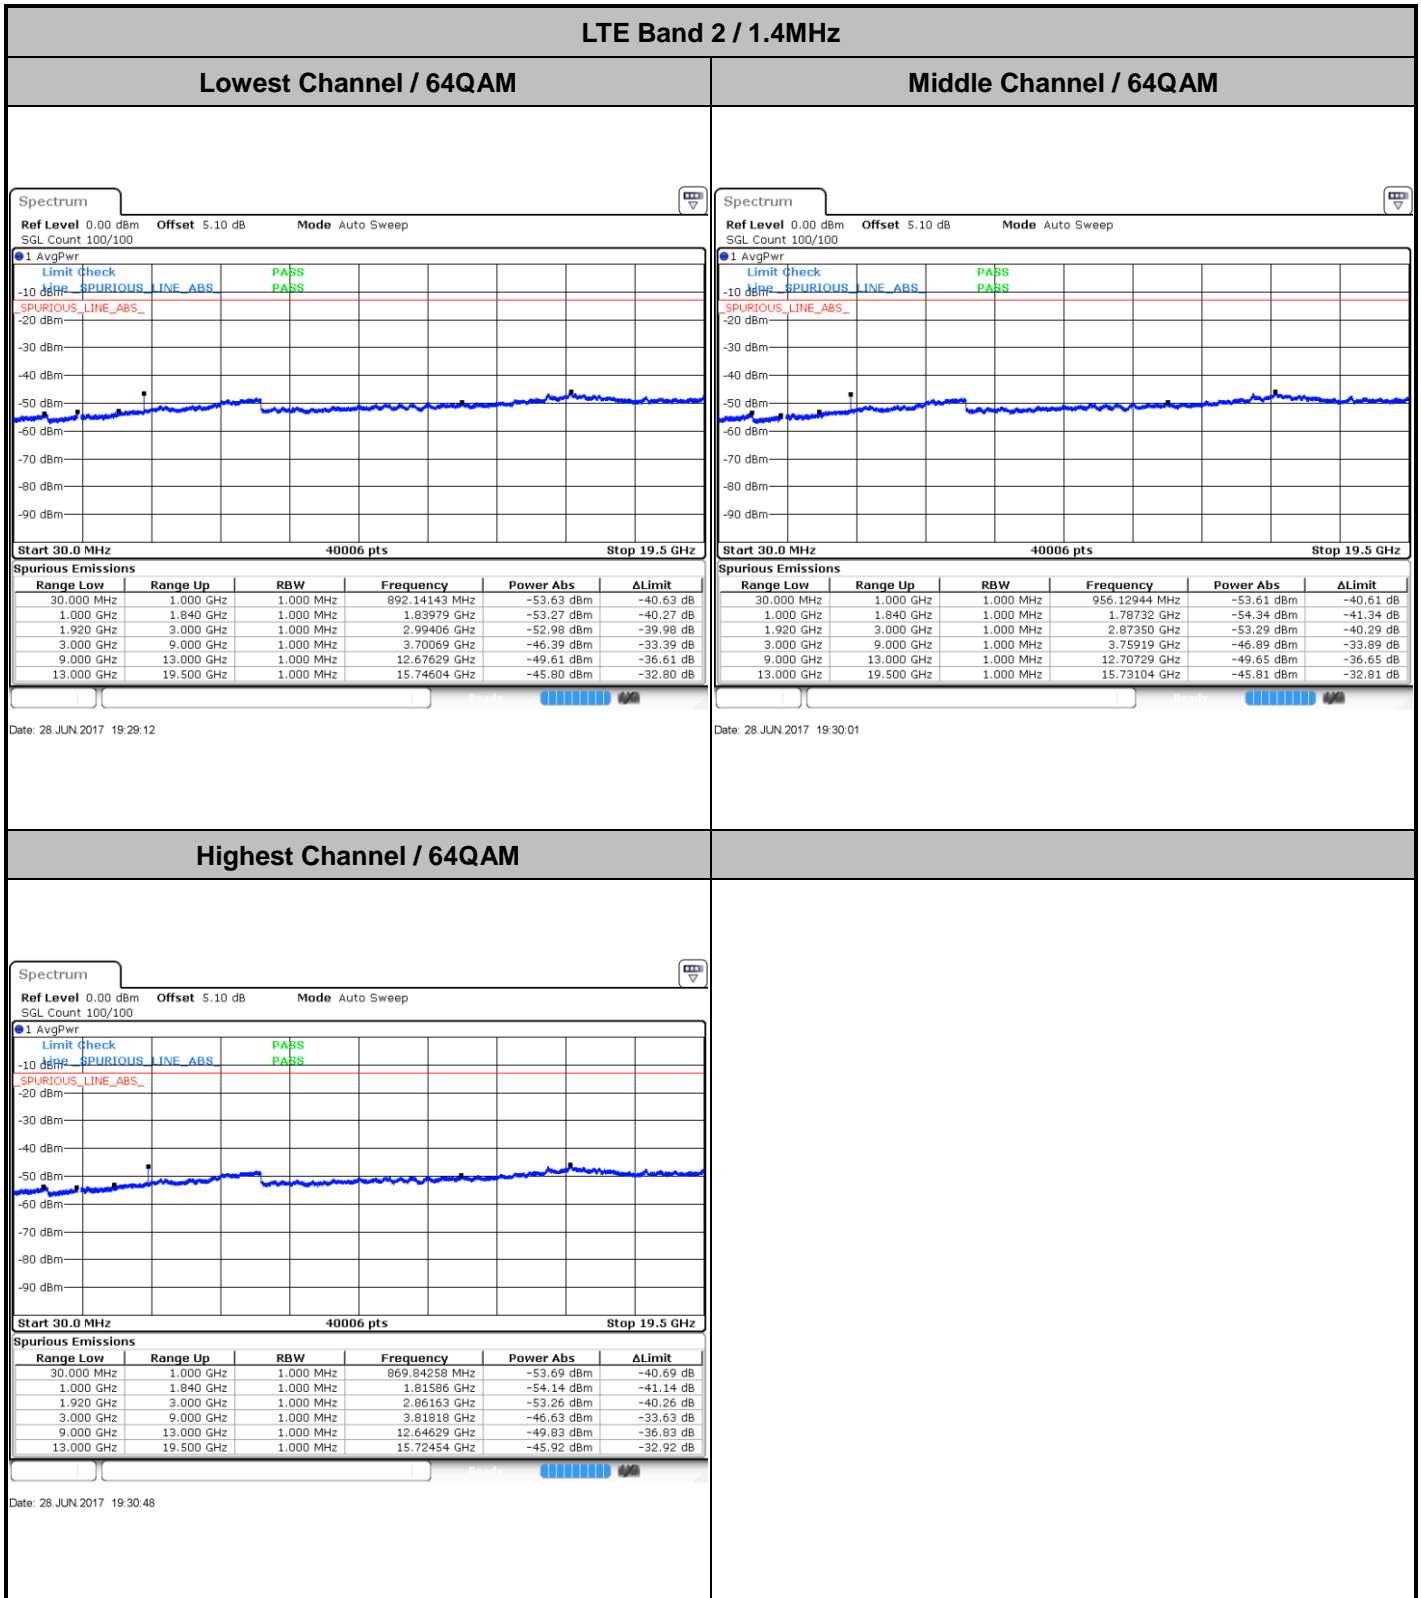 LTE Band 2 / 1.4MHz
Lowest Channel / 64QAM
Middle Channel / 64QAM
Spectrum
Ref Level 0.00 dBm Offset 5.10 dB Mode Auto Sweep
SGL Count 100/100
1 AvgPwr
Limit Check PASS
Line _SPURIOUS_LINE_ABS_ PASS
-10 dBm
_SPURIOUS_LINE_ABS_
-20 dBm
-30 dBm
-40 dBm
-50 dBm
-60 dBm
-70 dBm
-80 dBm
-90 dBm
Start 30.0 MHz 40006 pts Stop 19.5 GHz
Spurious Emissions
Range Low Range Up RBW Frequency Power Abs ΔLimit
30.000 MHz 1.000 GHz 1.000 MHz 892.14143 MHz -53.63 dBm -40.63 dB
1.000 GHz 1.840 GHz 1.000 MHz 1.83979 GHz -53.27 dBm -40.27 dB
1.920 GHz 3.000 GHz 1.000 MHz 2.99406 GHz -52.98 dBm -39.98 dB
3.000 GHz 9.000 GHz 1.000 MHz 3.70069 GHz -46.39 dBm -33.39 dB
9.000 GHz 13.000 GHz 1.000 MHz 12.67629 GHz -49.61 dBm -36.61 dB
13.000 GHz 19.500 GHz 1.000 MHz 15.74604 GHz -45.80 dBm -32.80 dB
Date: 28.JUN.2017 19:29:12
Spectrum
Ref Level 0.00 dBm Offset 5.10 dB Mode Auto Sweep
SGL Count 100/100
1 AvgPwr
Limit Check PASS
Line _SPURIOUS_LINE_ABS_ PASS
-10 dBm
_SPURIOUS_LINE_ABS_
-20 dBm
-30 dBm
-40 dBm
-50 dBm
-60 dBm
-70 dBm
-80 dBm
-90 dBm
Start 30.0 MHz 40006 pts Stop 19.5 GHz
Spurious Emissions
Range Low Range Up RBW Frequency Power Abs ΔLimit
30.000 MHz 1.000 GHz 1.000 MHz 956.12944 MHz -53.61 dBm -40.61 dB
1.000 GHz 1.840 GHz 1.000 MHz 1.78732 GHz -54.34 dBm -41.34 dB
1.920 GHz 3.000 GHz 1.000 MHz 2.87350 GHz -53.29 dBm -40.29 dB
3.000 GHz 9.000 GHz 1.000 MHz 3.75919 GHz -46.89 dBm -33.89 dB
9.000 GHz 13.000 GHz 1.000 MHz 12.70729 GHz -49.65 dBm -36.65 dB
13.000 GHz 19.500 GHz 1.000 MHz 15.73104 GHz -45.81 dBm -32.81 dB
Date: 28.JUN.2017 19:30:01
Highest Channel / 64QAM
Spectrum
Ref Level 0.00 dBm Offset 5.10 dB Mode Auto Sweep
SGL Count 100/100
1 AvgPwr
Limit Check PASS
Line _SPURIOUS_LINE_ABS_ PASS
-10 dBm
_SPURIOUS_LINE_ABS_
-20 dBm
-30 dBm
-40 dBm
-50 dBm
-60 dBm
-70 dBm
-80 dBm
-90 dBm
Start 30.0 MHz 40006 pts Stop 19.5 GHz
Spurious Emissions
Range Low Range Up RBW Frequency Power Abs ΔLimit
30.000 MHz 1.000 GHz 1.000 MHz 869.84258 MHz -53.69 dBm -40.69 dB
1.000 GHz 1.840 GHz 1.000 MHz 1.81586 GHz -54.14 dBm -41.14 dB
1.920 GHz 3.000 GHz 1.000 MHz 2.86163 GHz -53.26 dBm -40.26 dB
3.000 GHz 9.000 GHz 1.000 MHz 3.81818 GHz -46.63 dBm -33.63 dB
9.000 GHz 13.000 GHz 1.000 MHz 12.64629 GHz -49.83 dBm -36.83 dB
13.000 GHz 19.500 GHz 1.000 MHz 15.72454 GHz -45.92 dBm -32.92 dB
Date: 28.JUN.2017 19:30:48